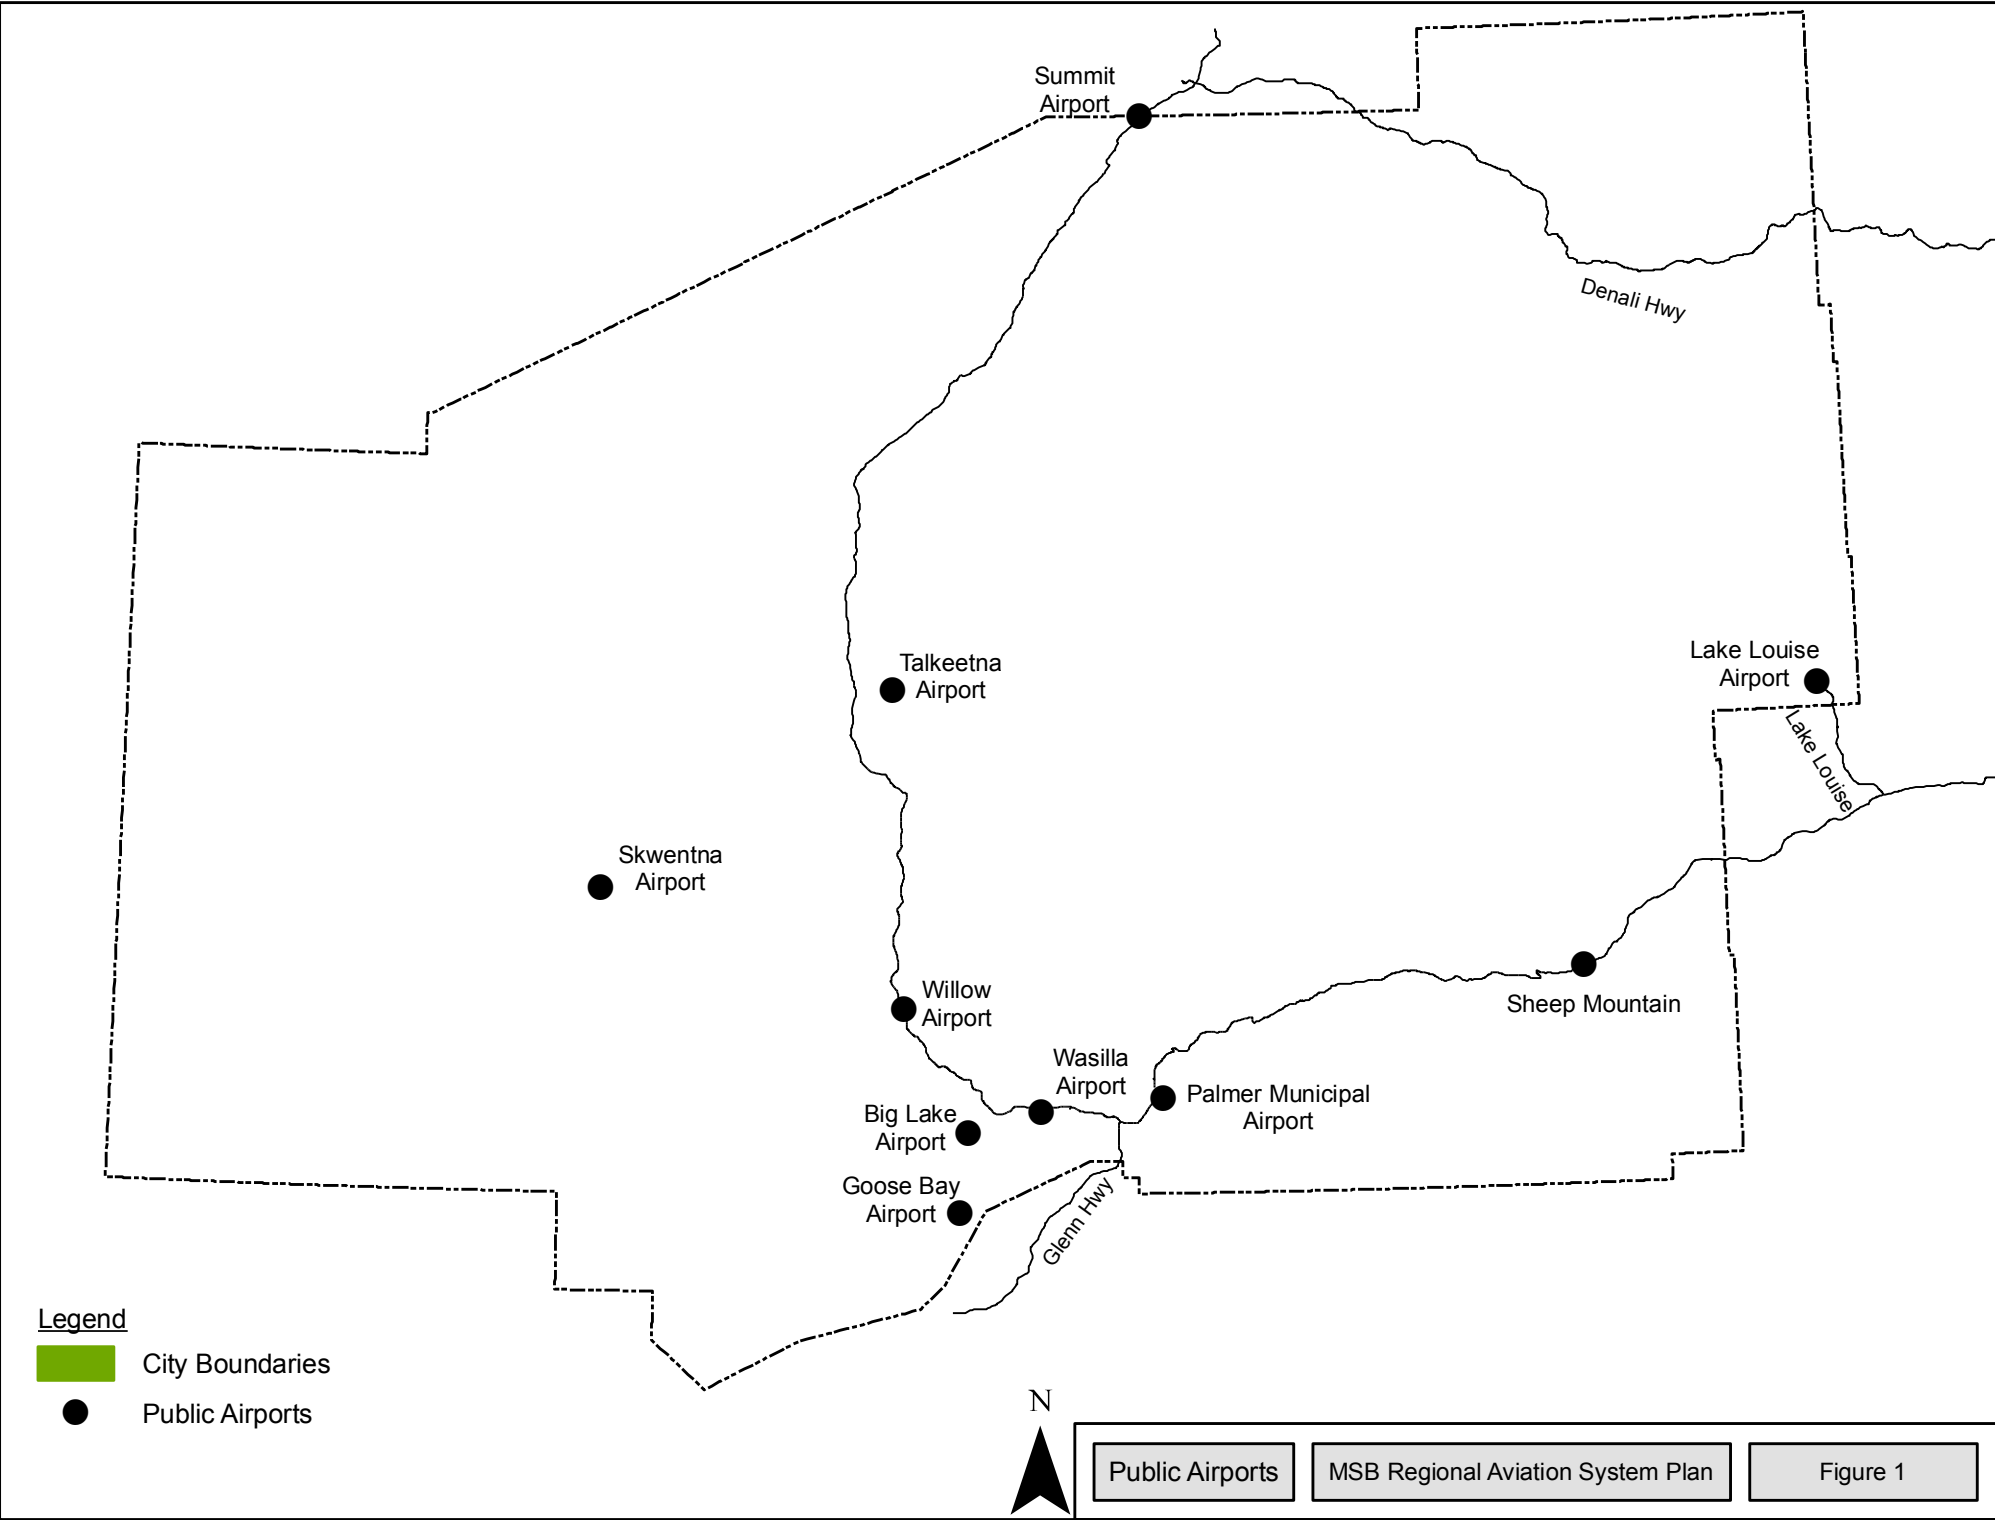 Summit
Airport
Denali Hwy
Talkeetna
Airport
Lake Louise
Airport
Lake Louise
Skwentna
Airport
Willow
Airport
Sheep Mountain
Wasilla
Airport
Palmer Municipal
Airport
Big Lake
Airport
Goose Bay
Airport
Glenn Hwy
Legend
City Boundaries
Public Airports
N
Public Airports
MSB Regional Aviation System Plan
Figure 1